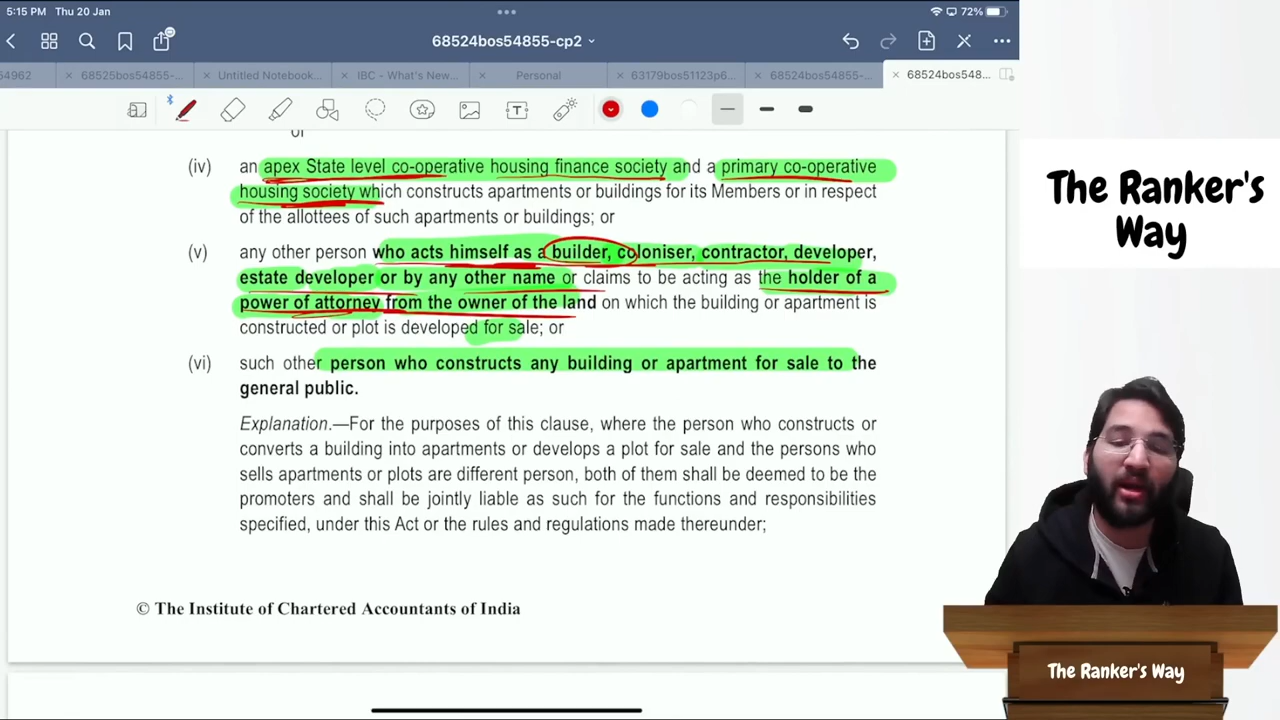 5:15 PM Thu 20 Jan
72%
68524bos54855-cp2
54962
68525bos54855-...
Untitled Notebook...
IBC - What's New...
Personal
63179bos51123p6...
68524bos54855-...
68524bos548...
or
(iv) an apex State level co-operative housing finance society and a primary co-operative
housing society which constructs apartments or buildings for its Members or in respect
of the allottees of such apartments or buildings; or
(v) any other person who acts himself as a builder, coloniser, contractor, developer,
estate developer or by any other name or claims to be acting as the holder of a
power of attorney from the owner of the land on which the building or apartment is
constructed or plot is developed for sale; or
(vi) such other person who constructs any building or apartment for sale to the
general public.
Explanation.—For the purposes of this clause, where the person who constructs or
converts a building into apartments or develops a plot for sale and the persons who
sells apartments or plots are different person, both of them shall be deemed to be the
promoters and shall be jointly liable as such for the functions and responsibilities
specified, under this Act or the rules and regulations made thereunder;
© The Institute of Chartered Accountants of India
The Ranker's
Way
The Ranker's Way